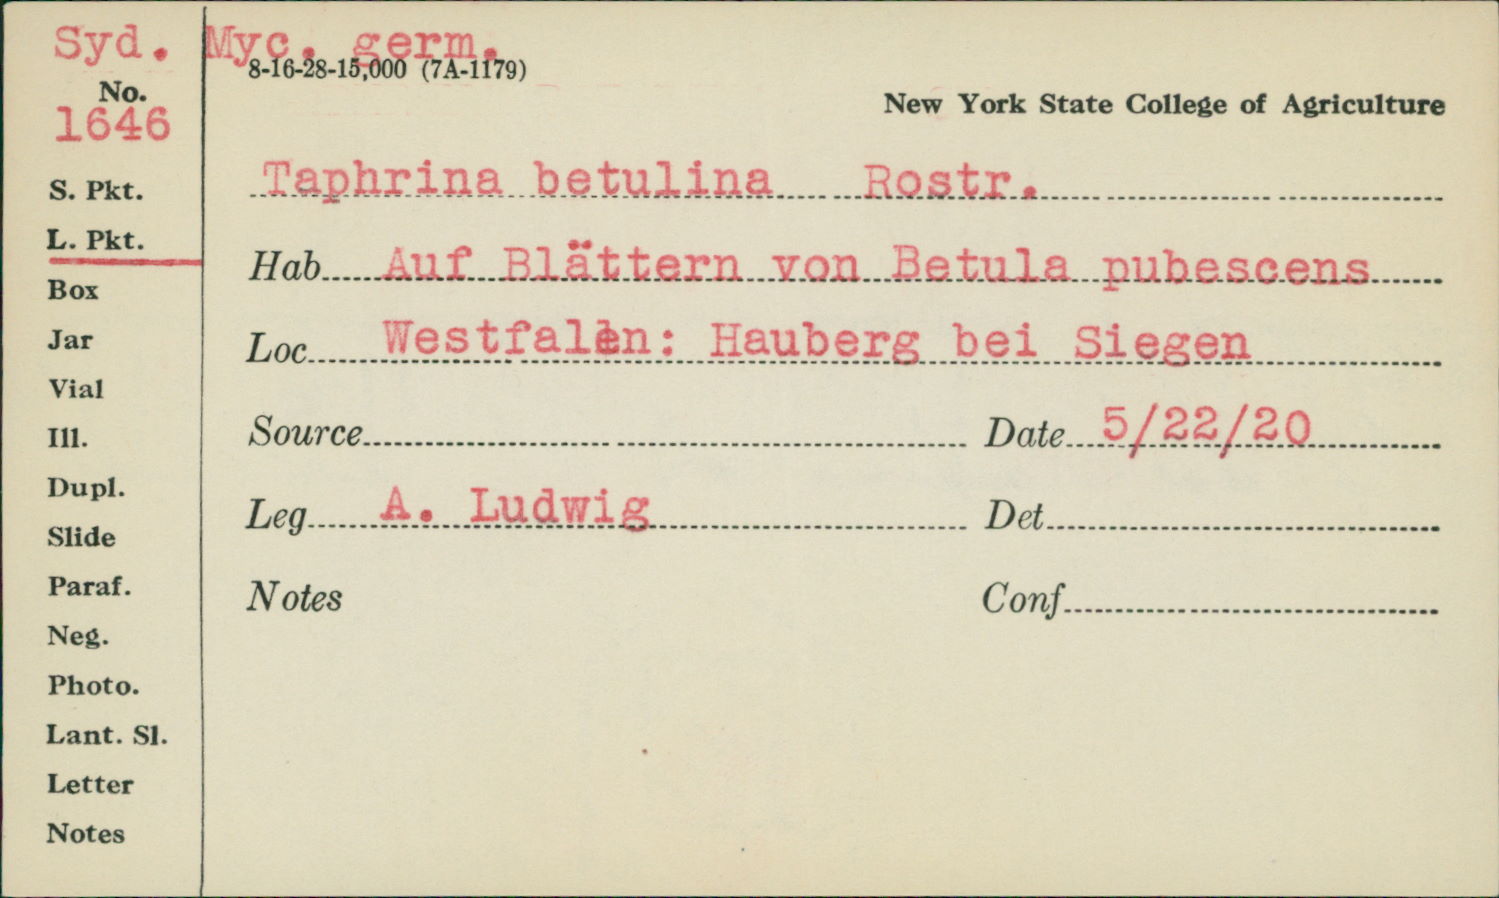 Syd. Myc. germ.
8-16-28-15,000 (7A-1179)
No.
1646
New York State College of Agriculture
Taphrina betulina Rostr.
S. Pkt.
L. Pkt.
Hab. Auf Blättern von Betula pubescens
Box
Jar
Loc. Westfalen: Hauberg bei Siegen
Vial
Ill.
Source Date 5/22/20
Dupl.
Leg. A. Ludwig Det.
Slide
Paraf.
Notes Conf.
Neg.
Photo.
Lant. Sl.
Letter
Notes